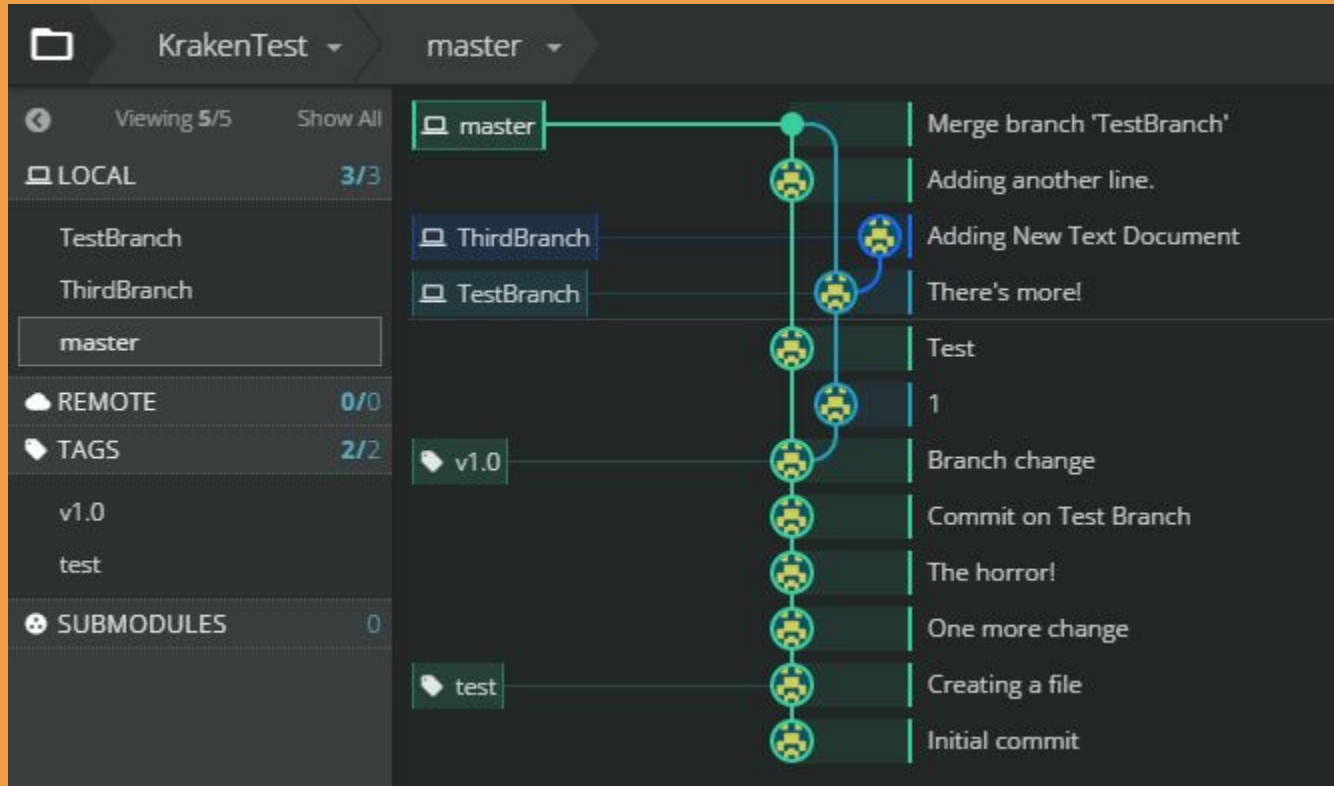 KrakenTest master
Viewing 5/5 Show All
LOCAL 3/3
TestBranch
ThirdBranch
master
REMOTE 0/0
TAGS 2/2
v1.0
test
SUBMODULES 0
master Merge branch 'TestBranch'
Adding another line.
ThirdBranch Adding New Text Document
TestBranch There's more!
Test
1
v1.0 Branch change
Commit on Test Branch
The horror!
One more change
test Creating a file
Initial commit